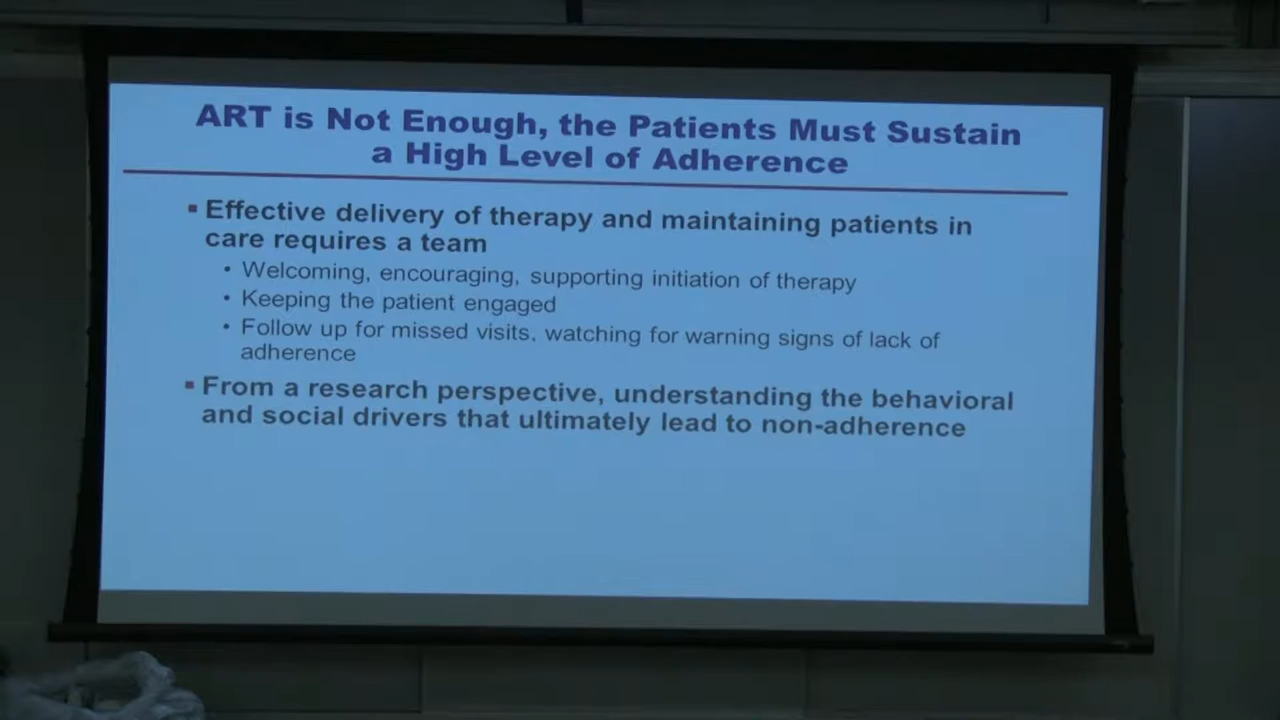 ART is Not Enough, the Patients Must Sustain
a High Level of Adherence
▪ Effective delivery of therapy and maintaining patients in
care requires a team
• Welcoming, encouraging, supporting initiation of therapy
• Keeping the patient engaged
• Follow up for missed visits, watching for warning signs of lack of
adherence
▪ From a research perspective, understanding the behavioral
and social drivers that ultimately lead to non-adherence